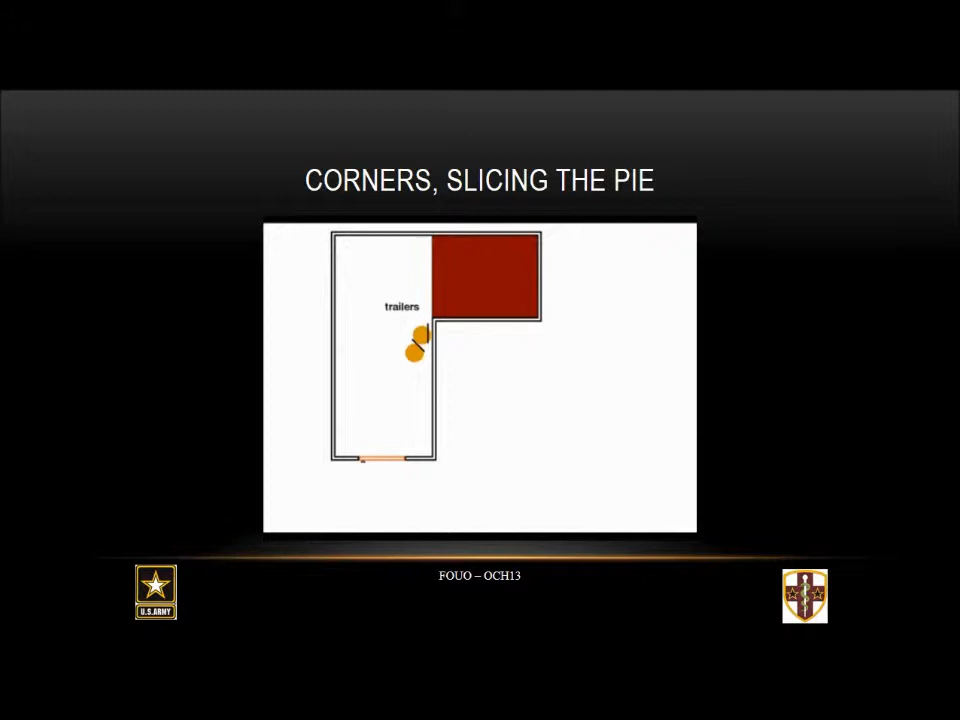 CORNERS, SLICING THE PIE
trailers
FOUO – OCH13
U.S.ARMY